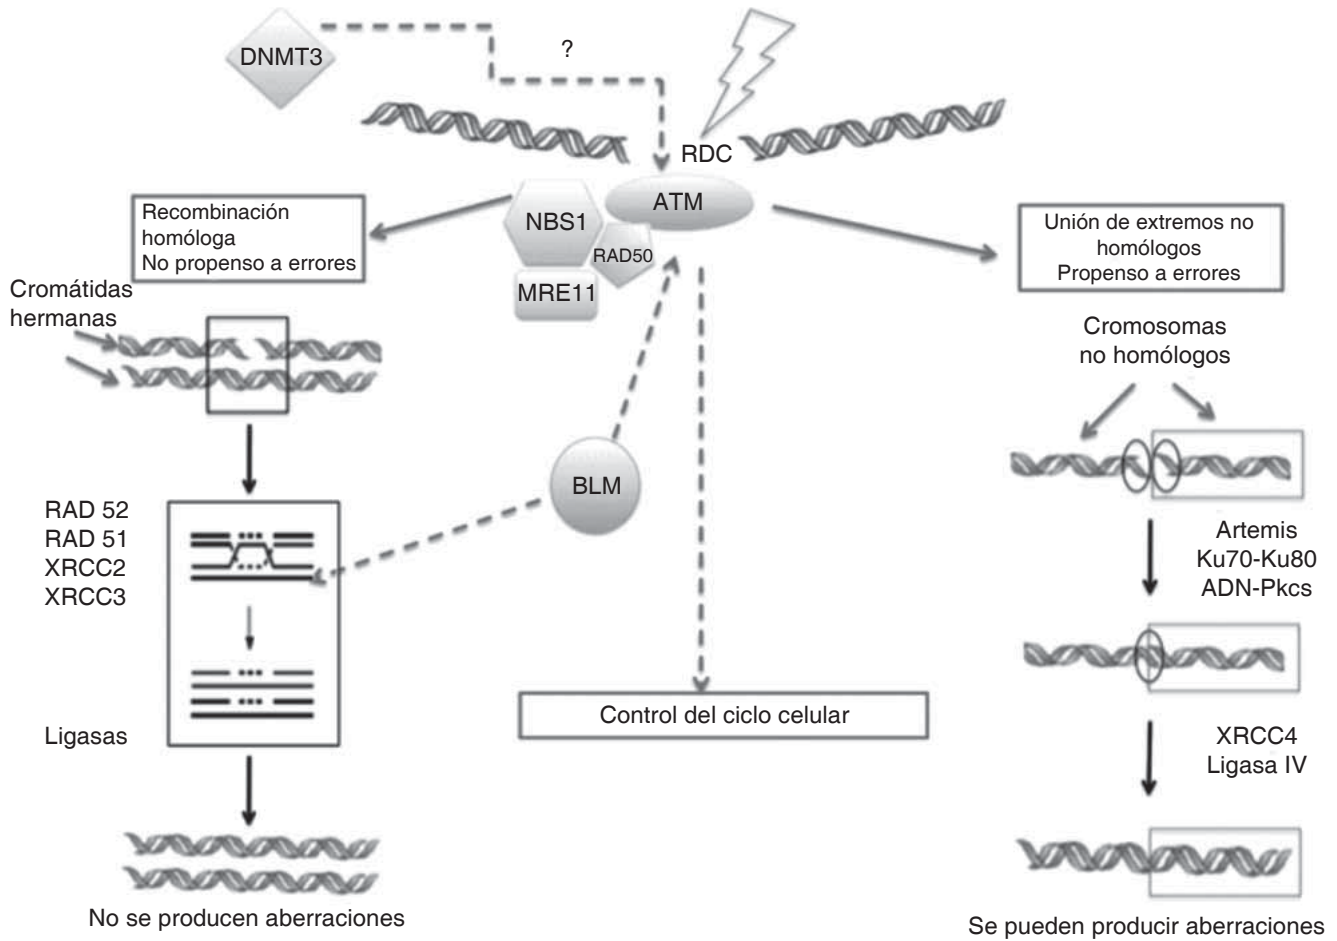 DNMT3
?
RDC
ATM
NBS1
RAD50
MRE11
Recombinación
homóloga
No propenso a errores
Unión de extremos no
homólogos
Propenso a errores
Cromátidas
hermanas
Cromosomas
no homólogos
BLM
RAD 52
RAD 51
XRCC2
XRCC3
Artemis
Ku70-Ku80
ADN-Pkcs
Control del ciclo celular
Ligasas
XRCC4
Ligasa IV
No se producen aberraciones
Se pueden producir aberraciones